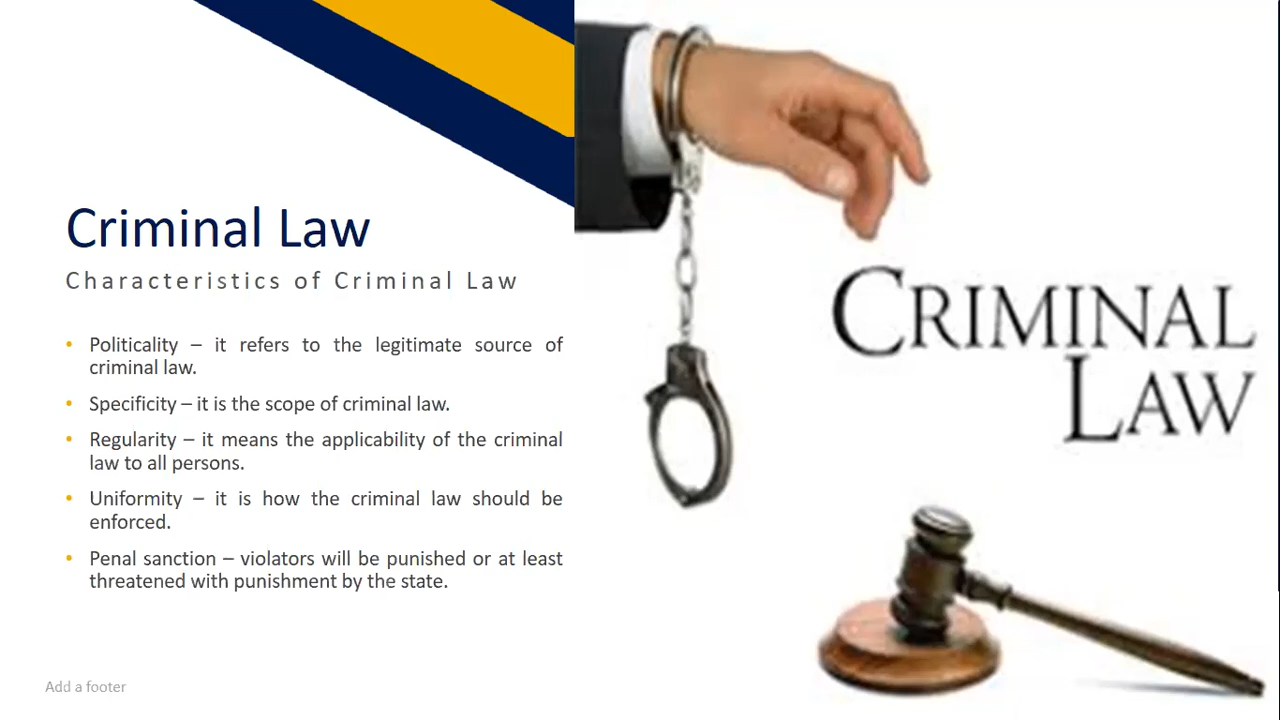 Criminal Law
Characteristics of Criminal Law
• Politicality – it refers to the legitimate source of
criminal law.
• Specificity – it is the scope of criminal law.
• Regularity – it means the applicability of the criminal
law to all persons.
• Uniformity – it is how the criminal law should be
enforced.
• Penal sanction – violators will be punished or at least
threatened with punishment by the state.
Add a footer
CRIMINAL
LAW